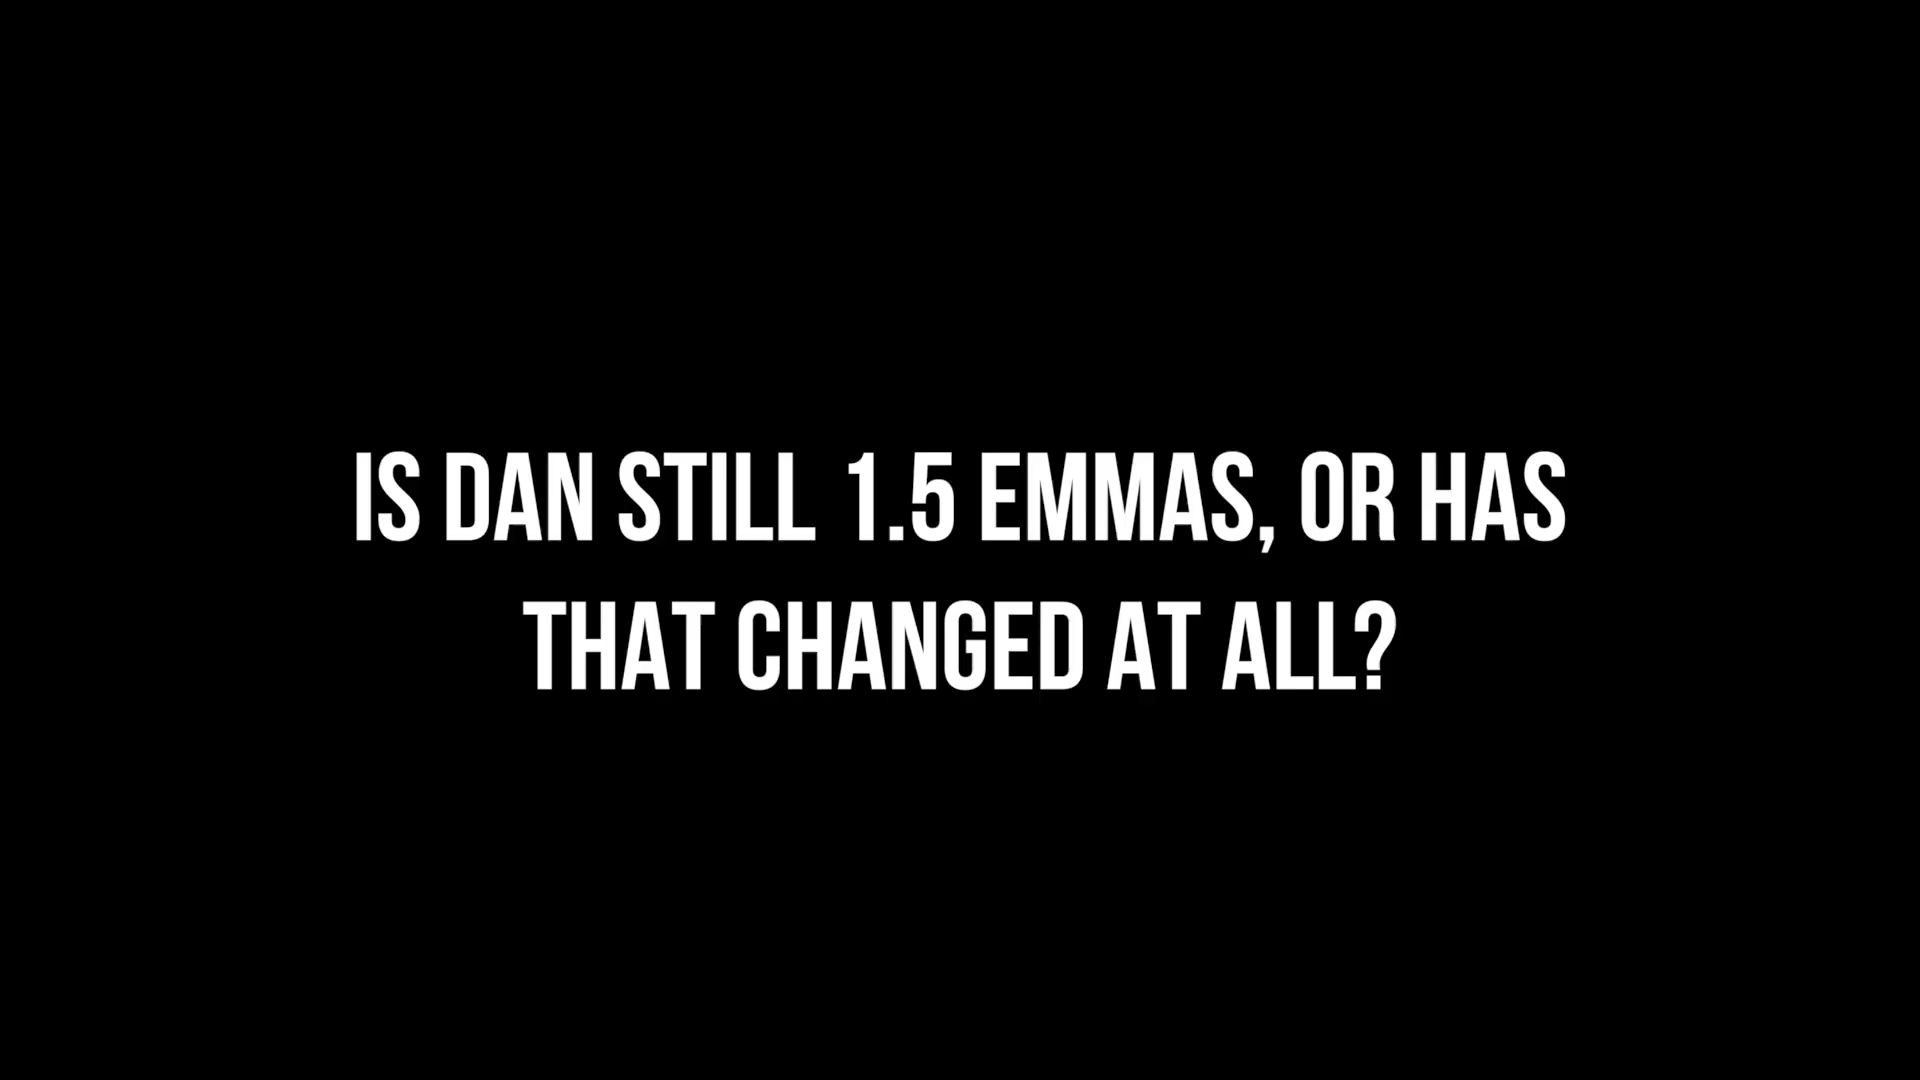 IS DAN STILL 1.5 EMMAS, OR HAS
THAT CHANGED AT ALL?